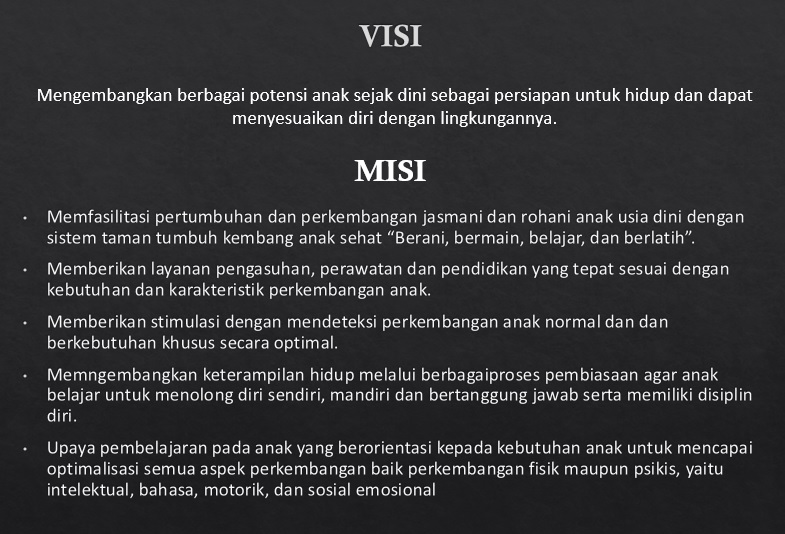 VISI
Mengembangkan berbagai potensi anak sejak dini sebagai persiapan untuk hidup dan dapat
menyesuaikan diri dengan lingkungannya.
MISI
• Memfasilitasi pertumbuhan dan perkembangan jasmani dan rohani anak usia dini dengan
sistem taman tumbuh kembang anak sehat “Berani, bermain, belajar, dan berlatih”.
• Memberikan layanan pengasuhan, perawatan dan pendidikan yang tepat sesuai dengan
kebutuhan dan karakteristik perkembangan anak.
• Memberikan stimulasi dengan mendeteksi perkembangan anak normal dan dan
berkebutuhan khusus secara optimal.
• Memngembangkan keterampilan hidup melalui berbagaiproses pembiasaan agar anak
belajar untuk menolong diri sendiri, mandiri dan bertanggung jawab serta memiliki disiplin
diri.
• Upaya pembelajaran pada anak yang berorientasi kepada kebutuhan anak untuk mencapai
optimalisasi semua aspek perkembangan baik perkembangan fisik maupun psikis, yaitu
intelektual, bahasa, motorik, dan sosial emosional